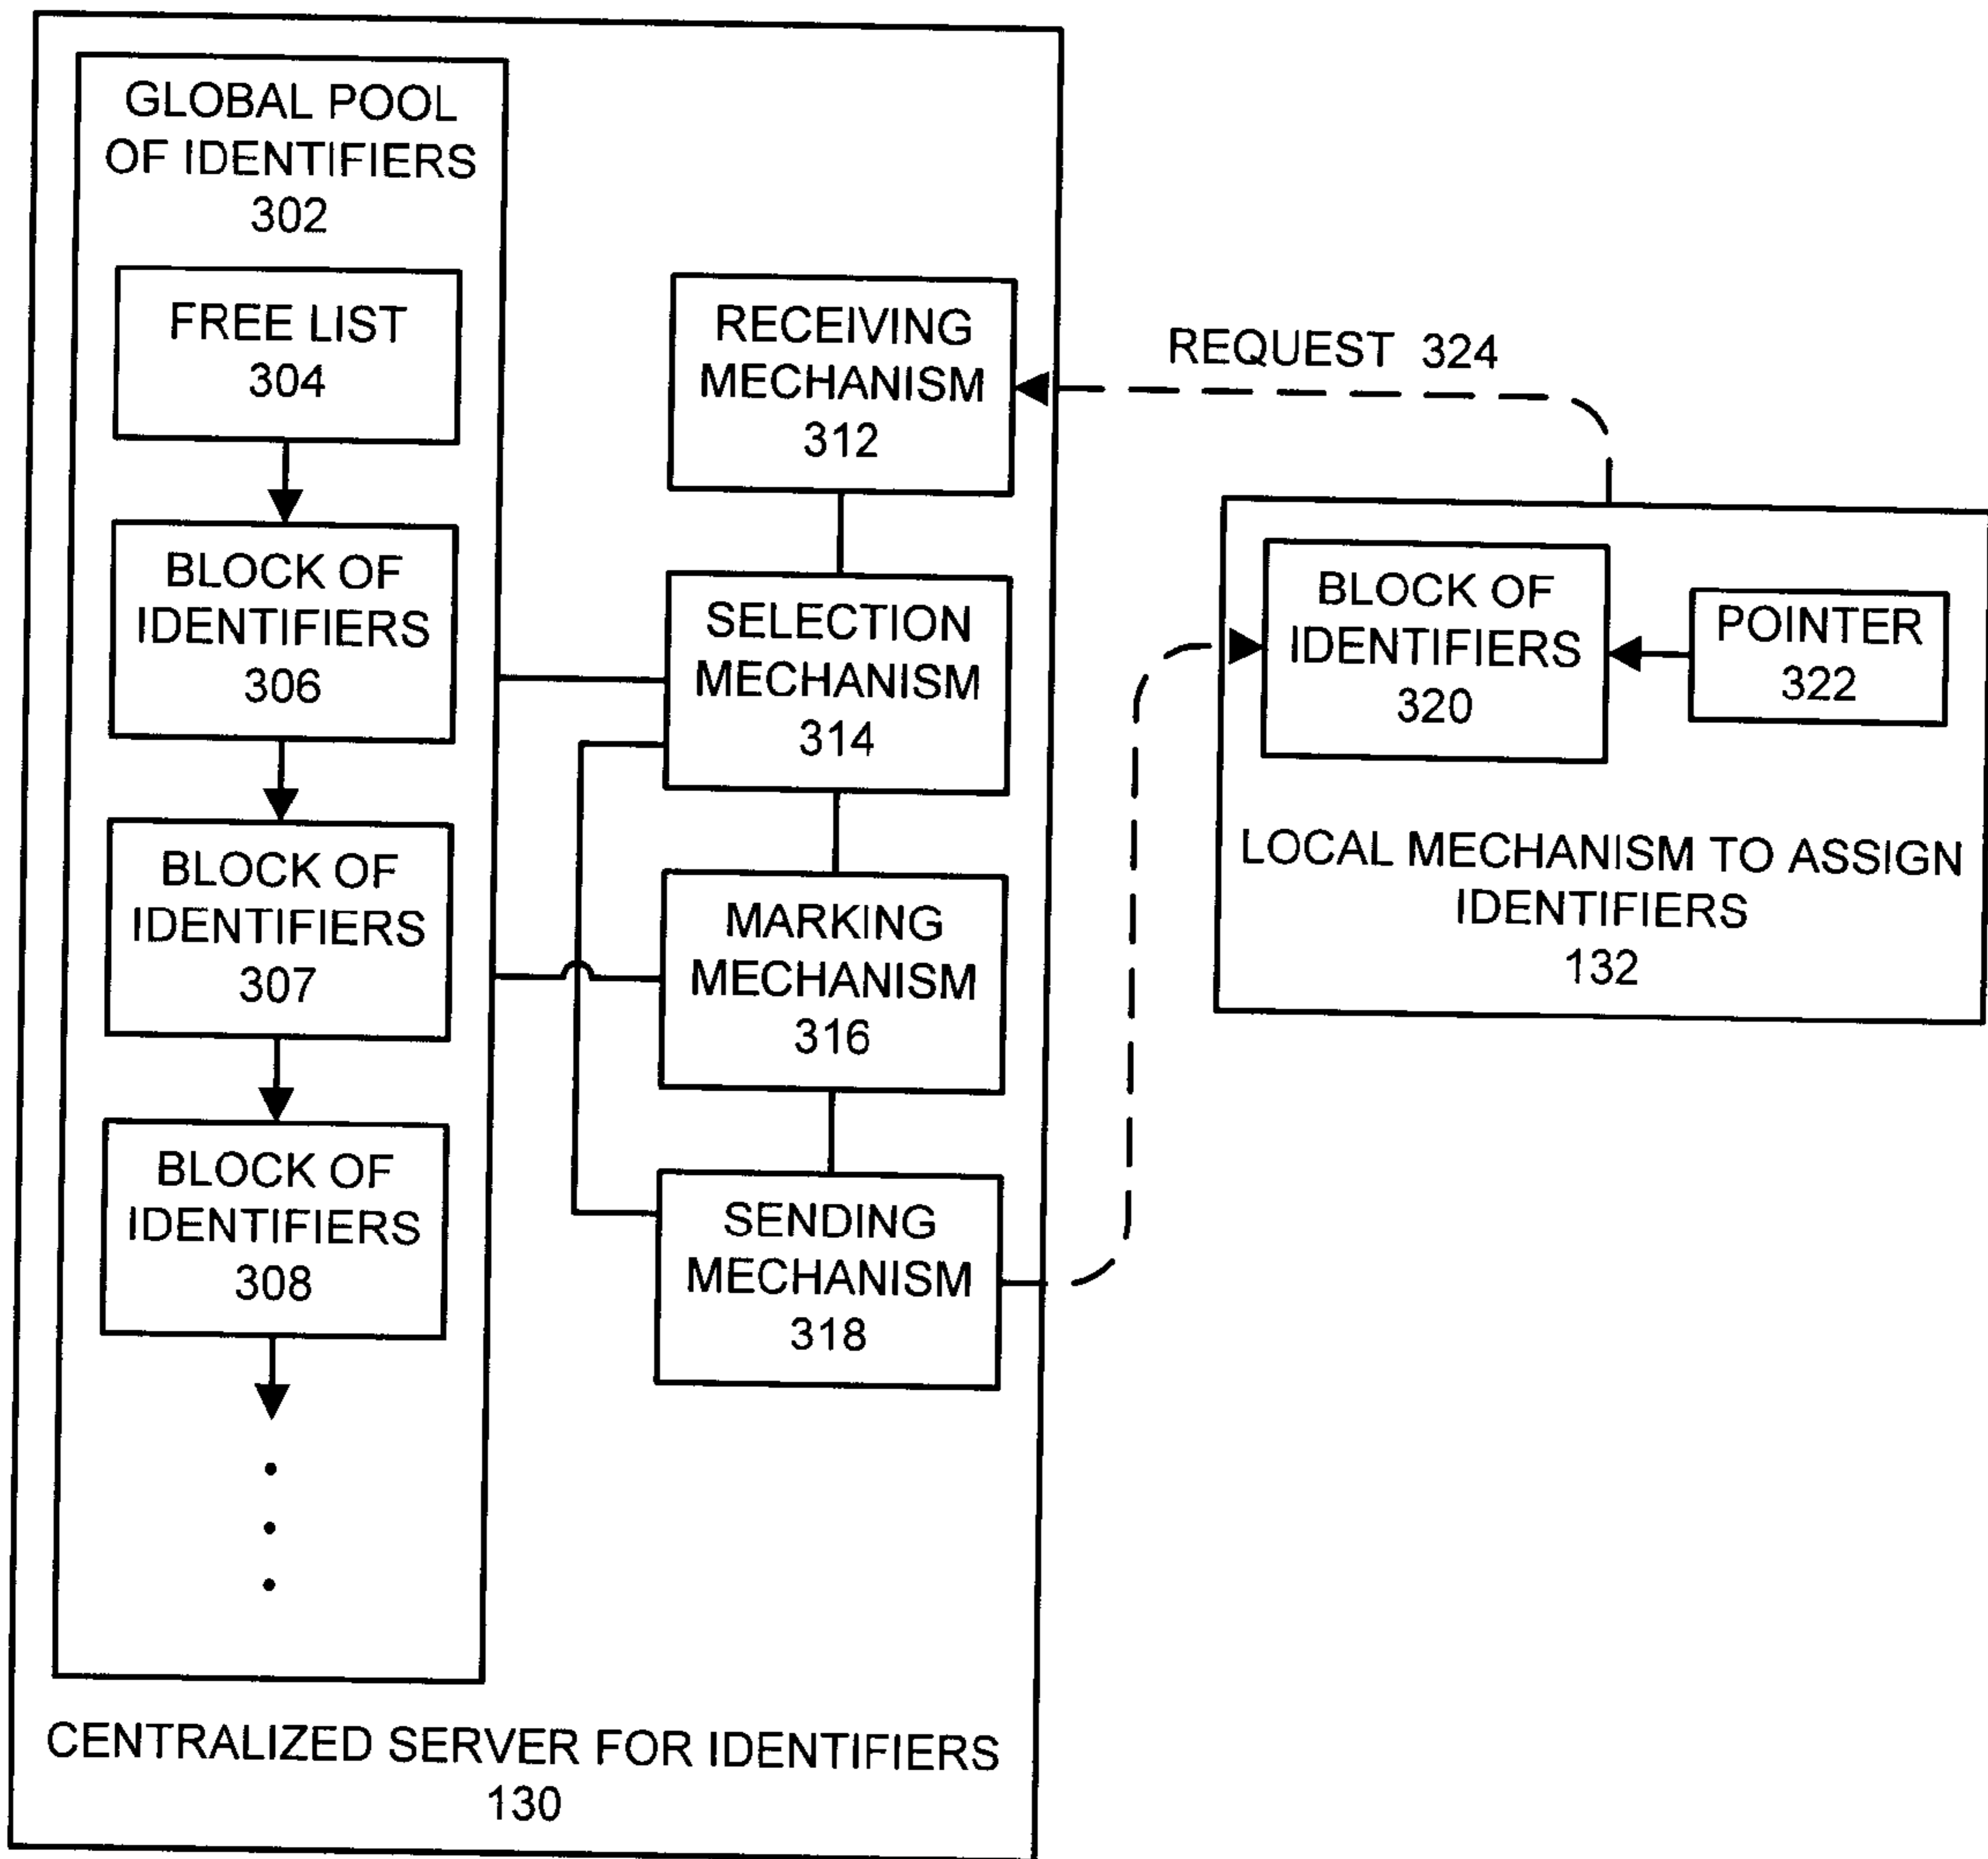 GLOBAL POOL
OF IDENTIFIERS
302
FREE LIST
304
BLOCK OF
IDENTIFIERS
306
BLOCK OF
IDENTIFIERS
307
BLOCK OF
IDENTIFIERS
308
RECEIVING
MECHANISM
312
SELECTION
MECHANISM
314
MARKING
MECHANISM
316
SENDING
MECHANISM
318
CENTRALIZED SERVER FOR IDENTIFIERS
130
REQUEST 324
BLOCK OF
IDENTIFIERS
320
POINTER
322
LOCAL MECHANISM TO ASSIGN
IDENTIFIERS
132